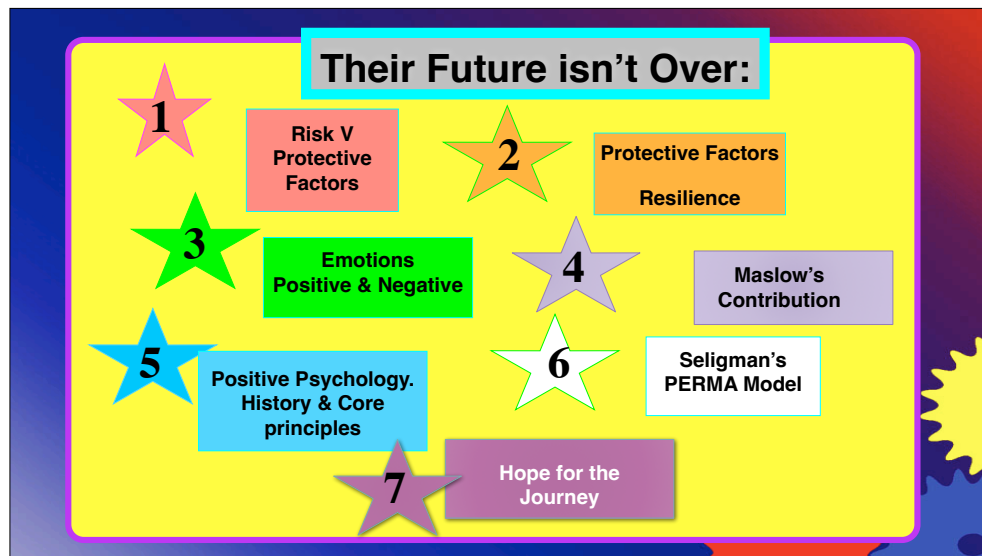 Their Future isn’t Over:
1
Risk V
Protective
Factors
2
Protective Factors
Resilience
3
Emotions
Positive & Negative
4
Maslow’s
Contribution
5
Positive Psychology.
History & Core
principles
6
Seligman’s
PERMA Model
7
Hope for the
Journey